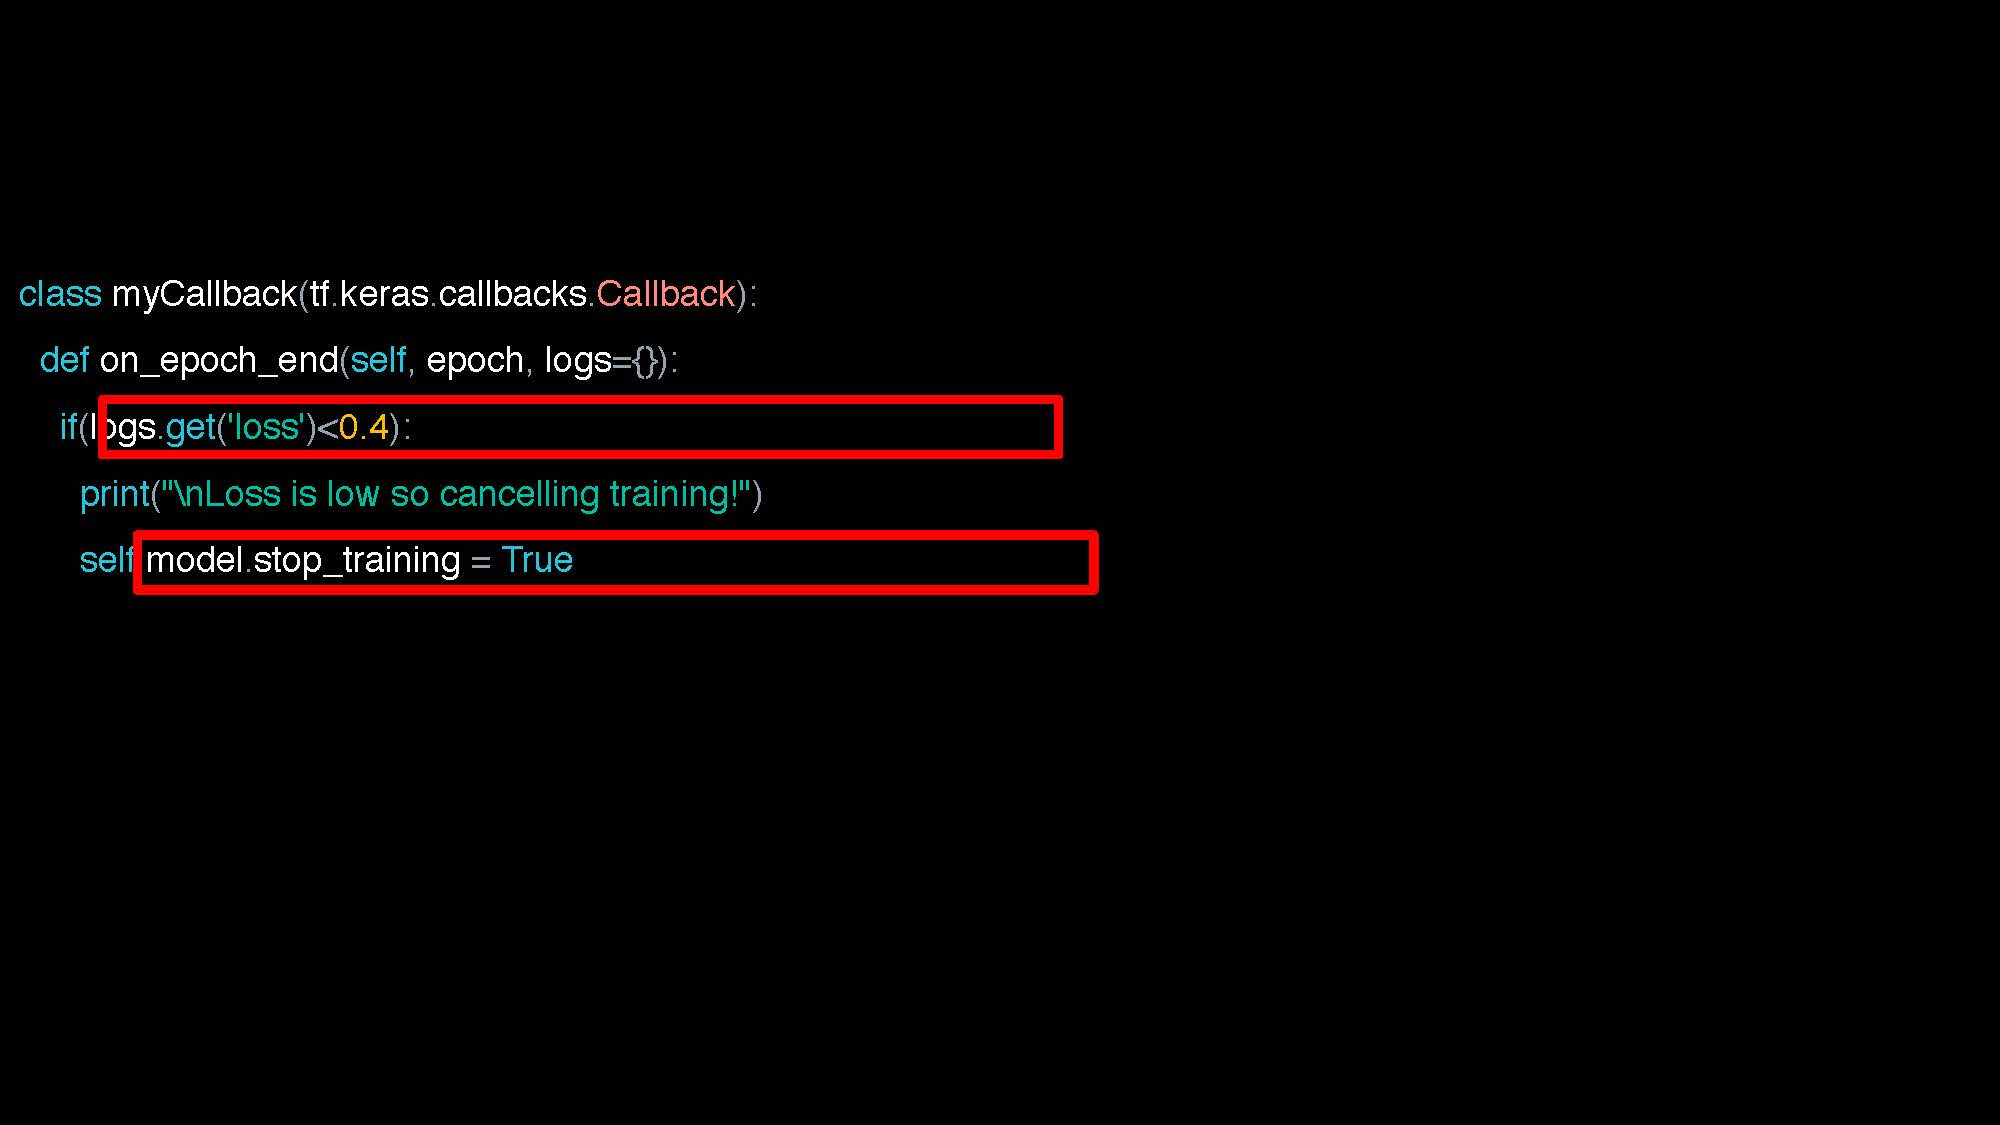 class myCallback(tf.keras.callbacks.Callback):
def on_epoch_end(self, epoch, logs={}):
if(logs.get('loss')<0.4):
print("\nLoss is low so cancelling training!")
self.model.stop_training = True